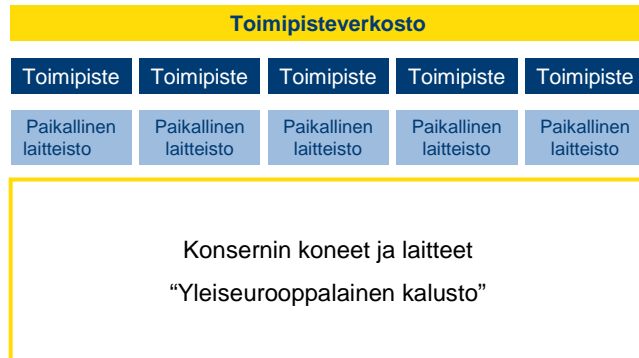 Toimipisteverkosto
Toimipiste Toimipiste Toimipiste Toimipiste Toimipiste
Paikallinen Paikallinen Paikallinen Paikallinen Paikallinen
laitteisto laitteisto laitteisto laitteisto laitteisto
Konsernin koneet ja laitteet
“Yleiseurooppalainen kalusto”